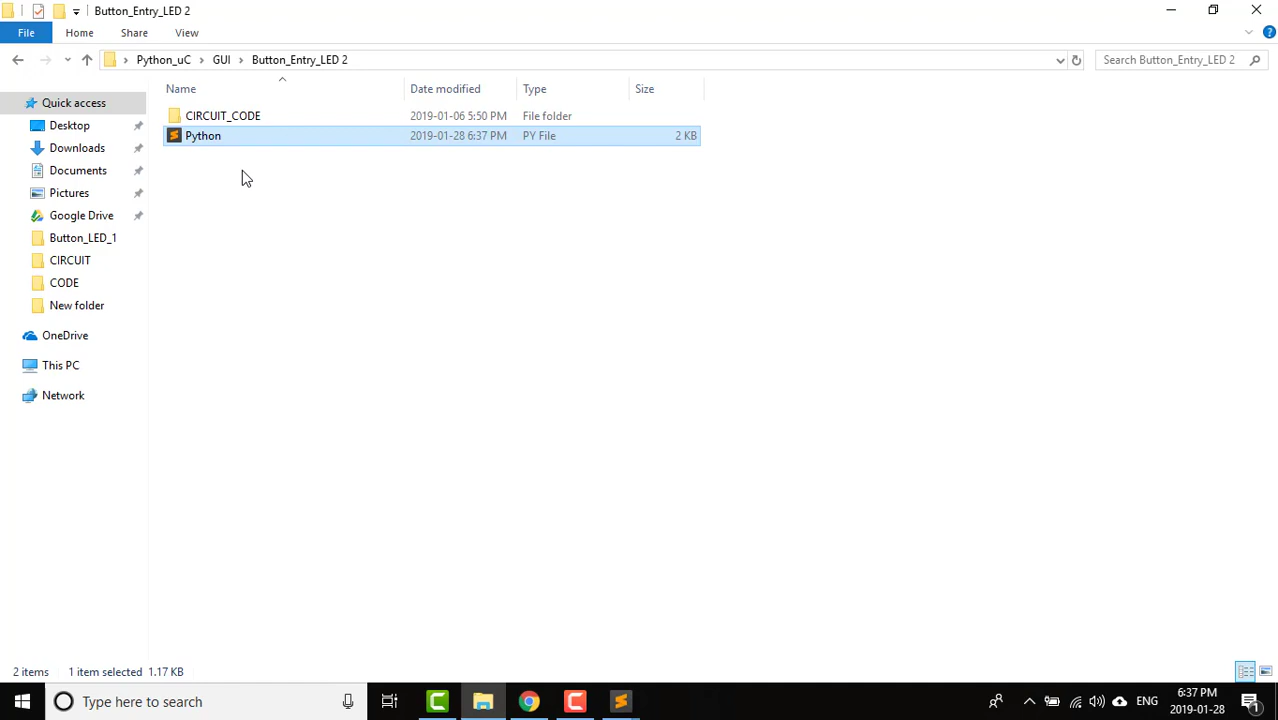 Button_Entry_LED 2
File Home Share View
Python_uC GUI Button_Entry_LED 2 Search Button_Entry_LED 2
Name Date modified Type Size
CIRCUIT_CODE 2019-01-06 5:50 PM File folder
Python 2019-01-28 6:37 PM PY File 2 KB
Quick access
Desktop
Downloads
Documents
Pictures
Google Drive
Button_LED_1
CIRCUIT
CODE
New folder
OneDrive
This PC
Network
2 items 1 item selected 1.17 KB
Type here to search ENG 6:37 PM
2019-01-28 1